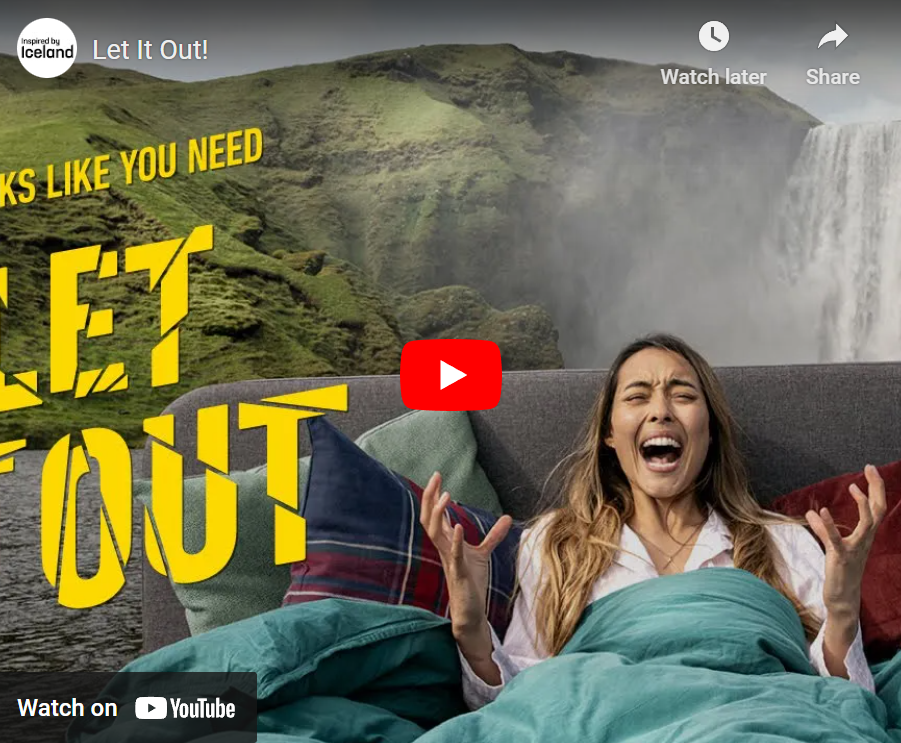 Inspired by
Iceland
Let It Out!
Watch later
Share
KS LIKE YOU NEED
LET
OUT
Watch on
YouTube